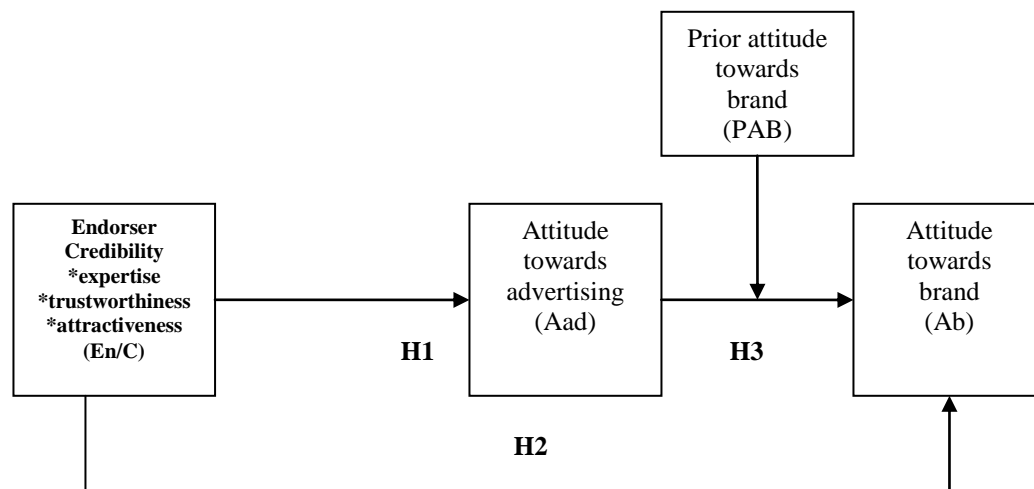 Prior attitude
towards
brand
(PAB)
Endorser
Credibility
*expertise
*trustworthiness
*attractiveness
(En/C)
Attitude
towards
advertising
(Aad)
Attitude
towards
brand
(Ab)
H1
H3
H2